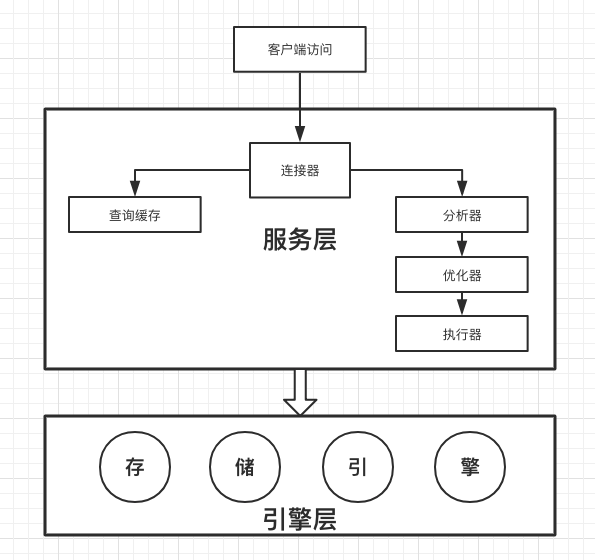 客户端访问
连接器
查询缓存
分析器
服务层
优化器
执行器
存 储 引 擎
引擎层